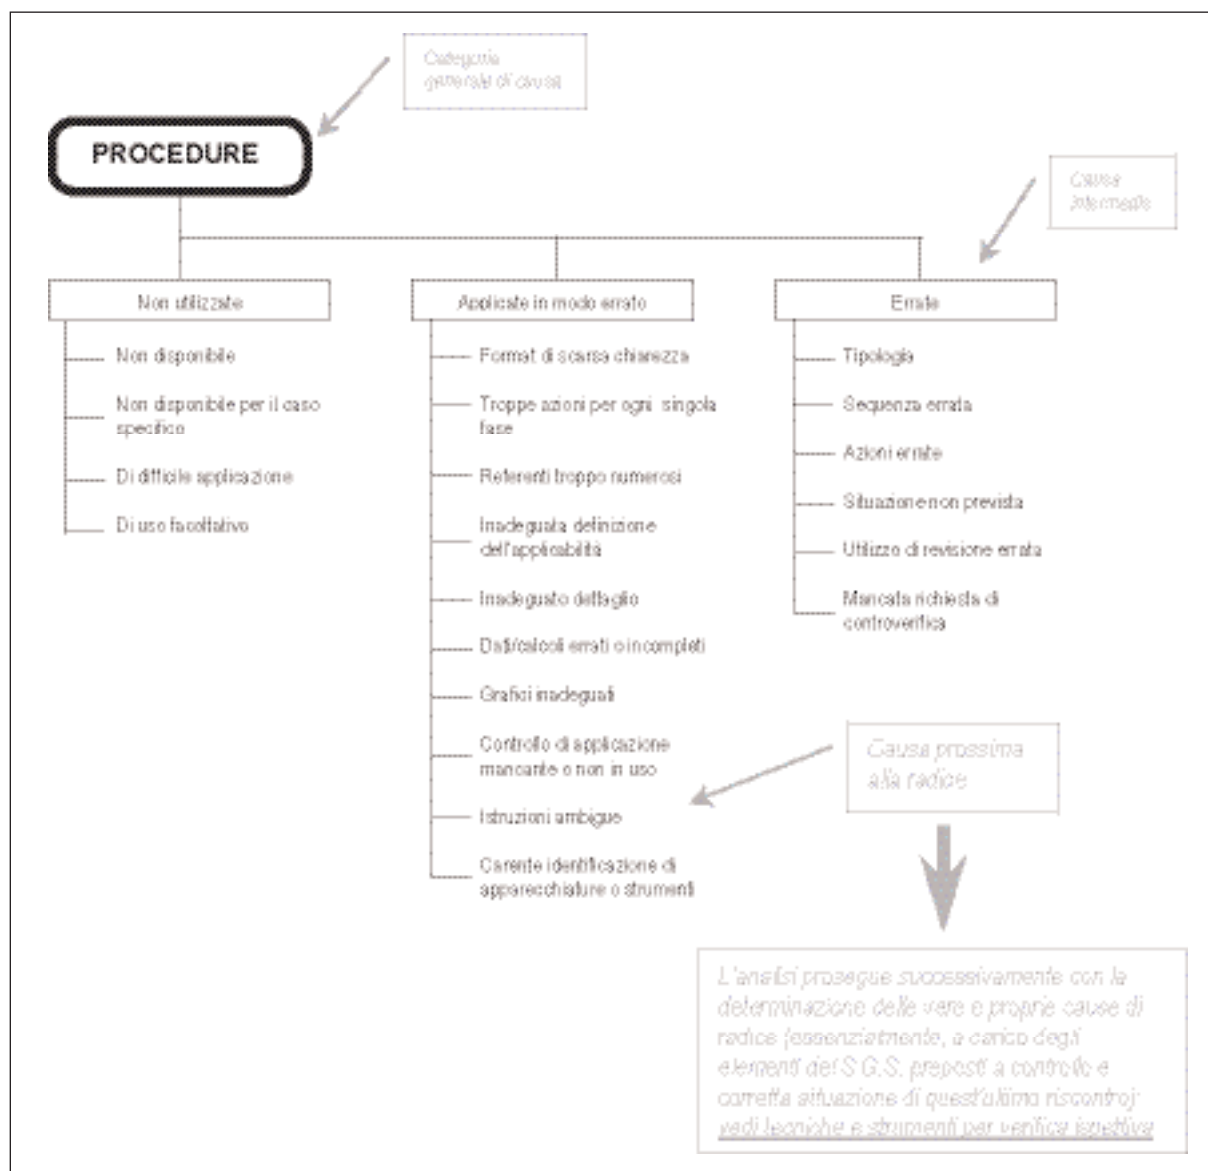 Categoria
generale di causa
PROCEDURE
Causa
Intermedia
Non utilizzate
Applicate in modo errato
Errate
Non disponibile
Non disponibile per il caso
specifico
Di difficile applicazione
Di uso facoltativo
Format di scarsa chiarezza
Troppe azioni per ogni singola
fase
Referenti troppo numerosi
Inadeguata definizione
dell'applicabilità
Inadeguato dettaglio
Dati/calcoli errati o incompleti
Grafici inadeguati
Controllo di applicazione
mancante o non in uso
Istruzioni ambigue
Carente identificazione di
apparecchiature o strumenti
Tipologia
Sequenza errata
Azioni errate
Situazione non prevista
Utilizzo di revisione errata
Mancata richiesta di
controverifica
Causa prossima
alla radice
L'analisi prosegue successivamente con la
determinazione delle vere e proprie cause di
radice (essenzialmente, a carico degli
elementi del S.G.S. preposti a controllo e
corretta situazione di quest'ultimo riscontro):
vedi tecniche e strumenti per verifica ispettiva